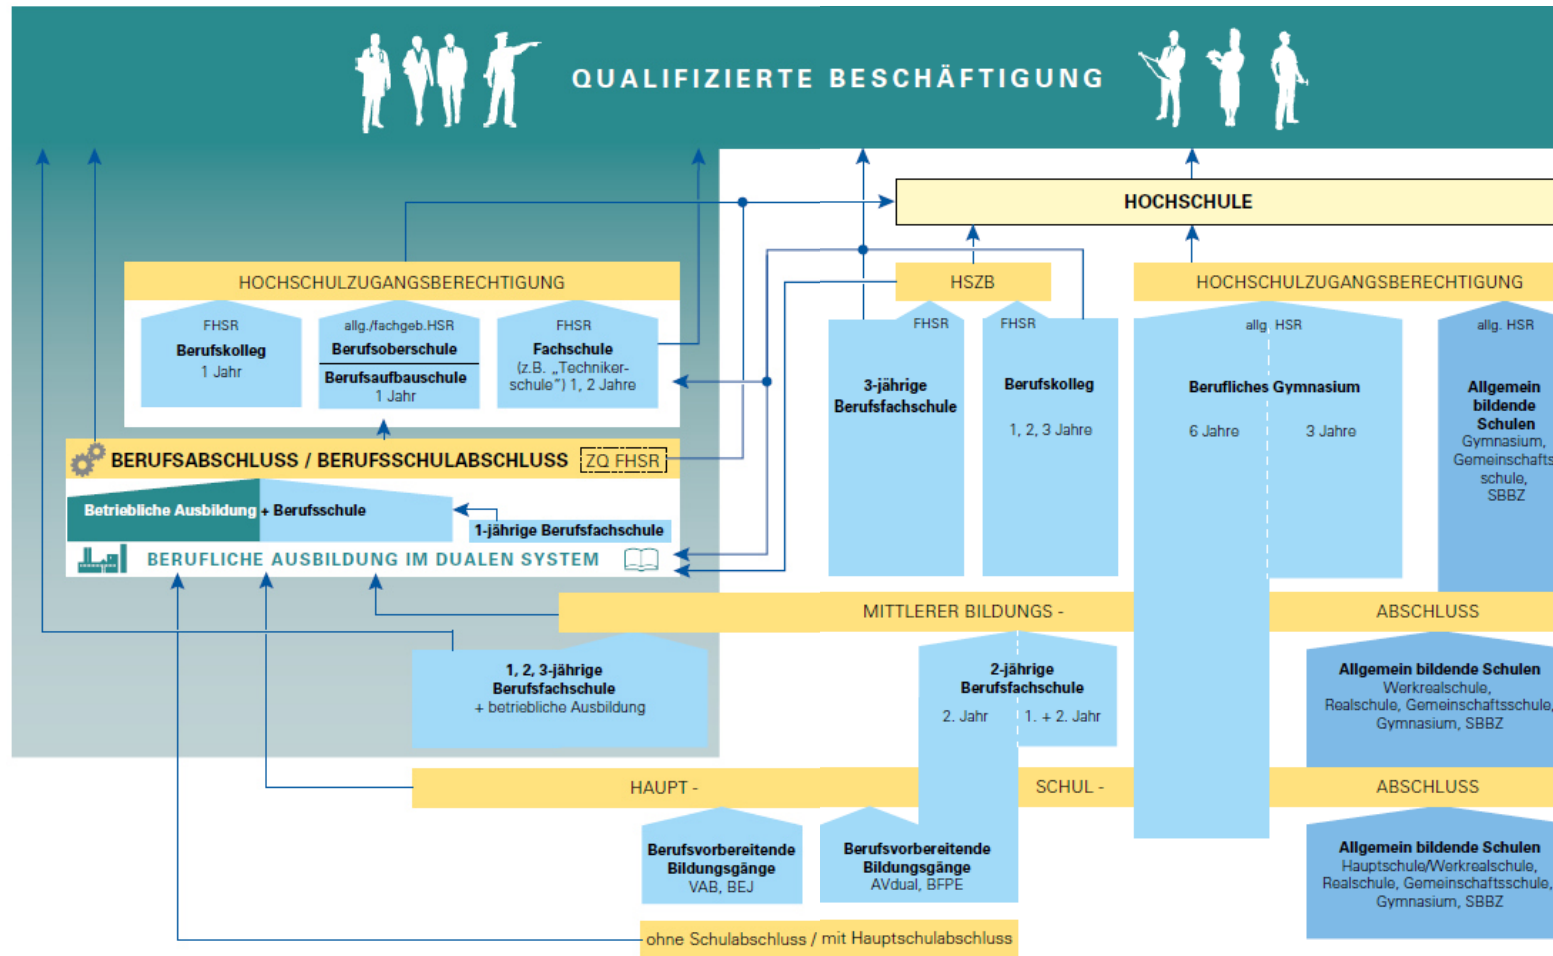 QUALIFIZIERTE BESCHÄFTIGUNG
HOCHSCHULE
HOCHSCHULZUGANGSBERECHTIGUNG
HSZB
HOCHSCHULZUGANGSBERECHTIGUNG
FHSR
Berufskolleg
1 Jahr
allg./fachgeb.HSR
Berufsoberschule
Berufsaufbauschule
1 Jahr
FHSR
Fachschule
(z.B. „Techniker-
schule") 1, 2 Jahre
FHSR
3-jährige
Berufsfachschule
FHSR
Berufskolleg
1, 2, 3 Jahre
allg. HSR
Berufliches Gymnasium
6 Jahre
3 Jahre
allg. HSR
Allgemein
bildende
Schulen
Gymnasium,
Gemeinschafts
schule,
SBBZ
BERUFSABSCHLUSS / BERUFSSCHULABSCHLUSS
ZQ FHSR
Betriebliche Ausbildung + Berufsschule
1-jährige Berufsfachschule
BERUFLICHE AUSBILDUNG IM DUALEN SYSTEM
MITTLERER BILDUNGS -
ABSCHLUSS
1, 2, 3-jährige
Berufsfachschule
+ betriebliche Ausbildung
2-jährige
Berufsfachschule
2. Jahr
1. + 2. Jahr
Allgemein bildende Schulen
Werkrealschule,
Realschule, Gemeinschaftsschule,
Gymnasium, SBBZ
HAUPT -
SCHUL -
ABSCHLUSS
Berufsvorbereitende
Bildungsgänge
VAB, BEJ
Berufsvorbereitende
Bildungsgänge
AVdual, BFPE
Allgemein bildende Schulen
Hauptschule/Werkrealschule,
Realschule, Gemeinschaftsschule,
Gymnasium, SBBZ
ohne Schulabschluss / mit Hauptschulabschluss